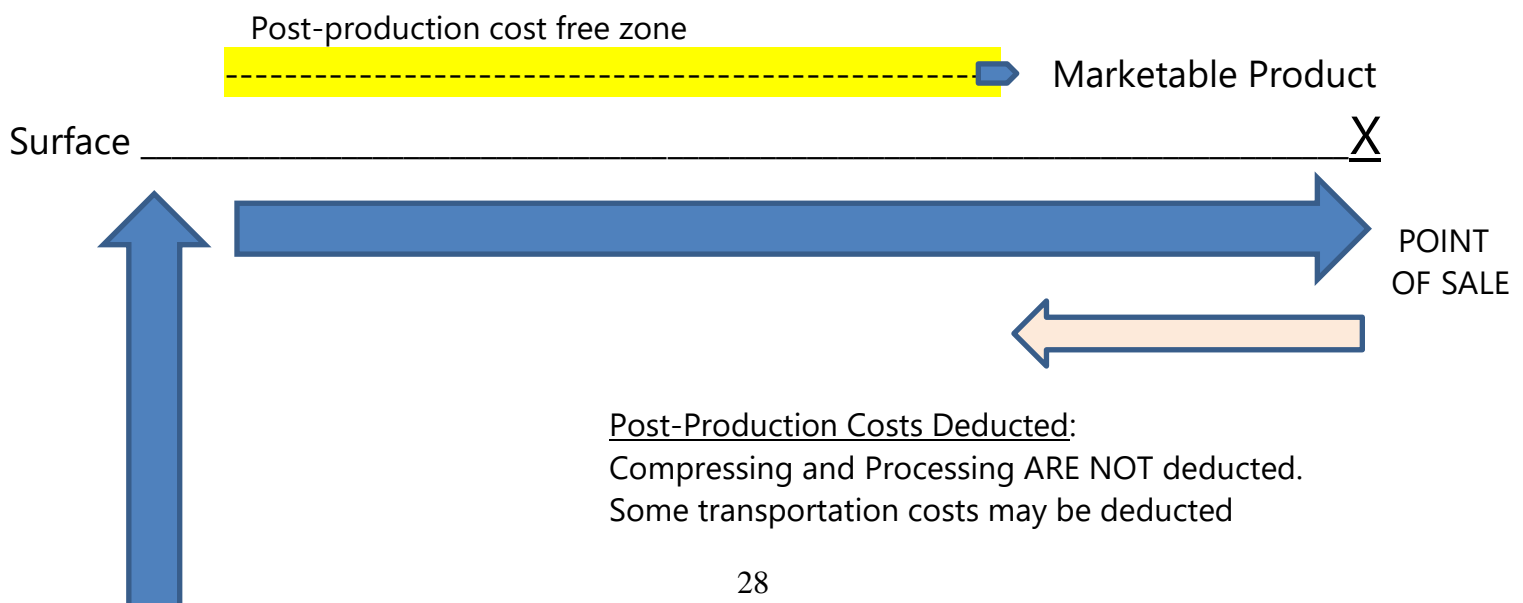 Post-production cost free zone
Marketable Product
Surface X
POINT
OF SALE
Post-Production Costs Deducted:
Compressing and Processing ARE NOT deducted.
Some transportation costs may be deducted
28